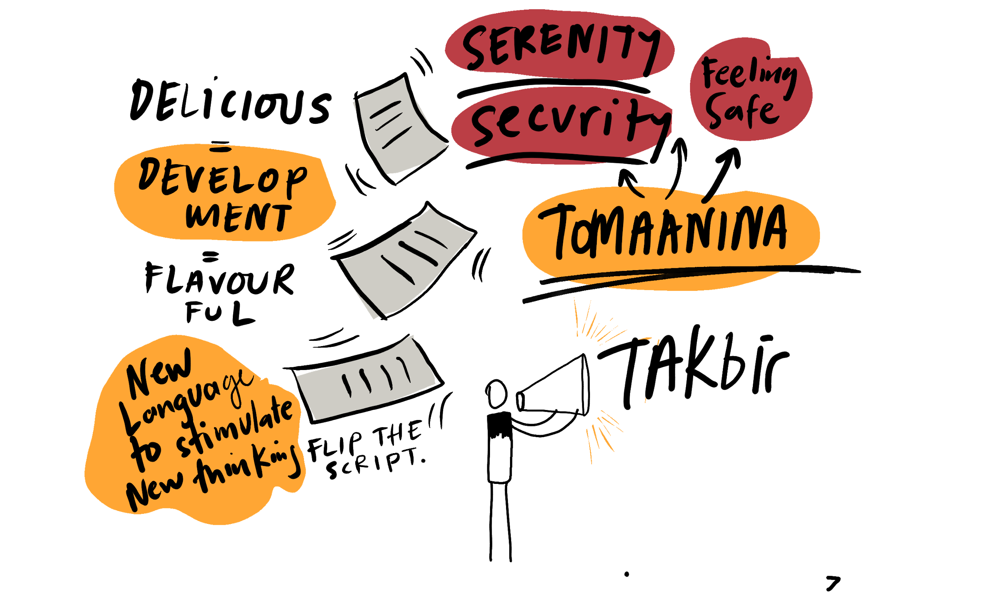 DELiCIOUS
=
DEVELOP
MENT
=
FLAVOUR
FUL
New
Language
to stimulate
New thinking
FLIP THE
SCRIPT.
SERENITY
Security
Feeling
Safe
ToMAANINA
TAKbir